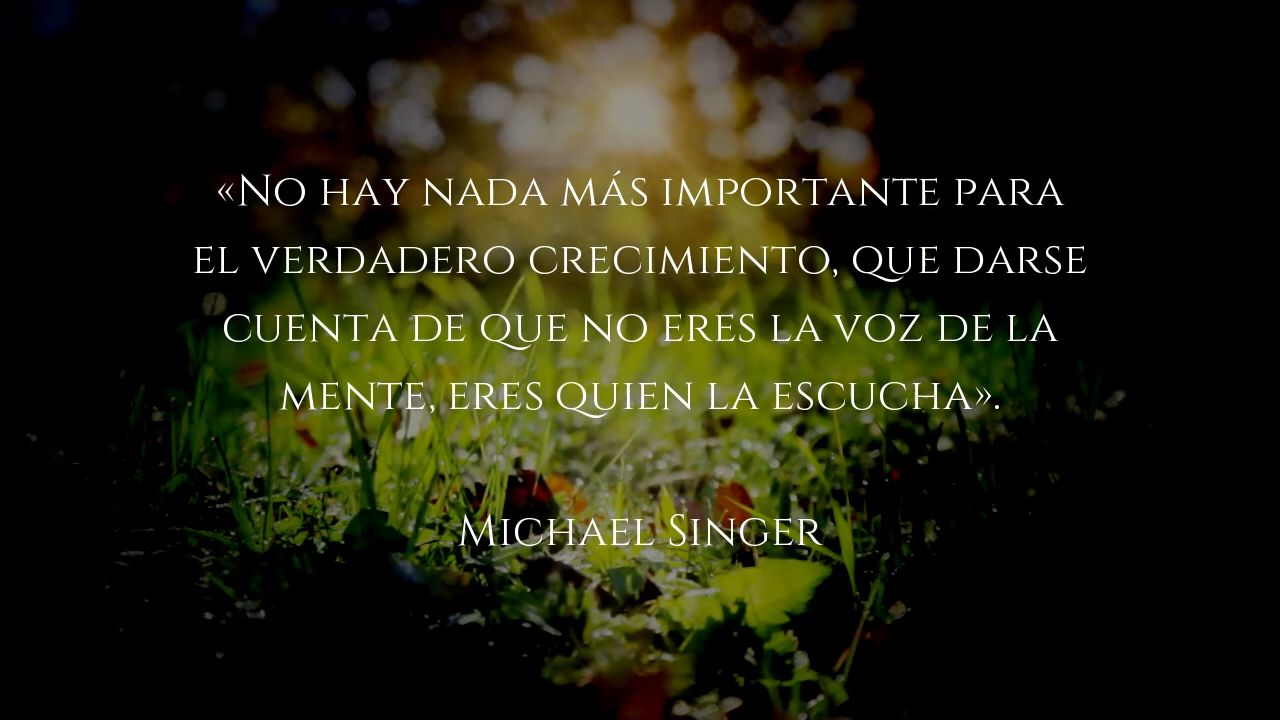 «No hay nada más importante para
el verdadero crecimiento, que darse
cuenta de que no eres la voz de la
mente, eres quien la escucha».
Michael Singer